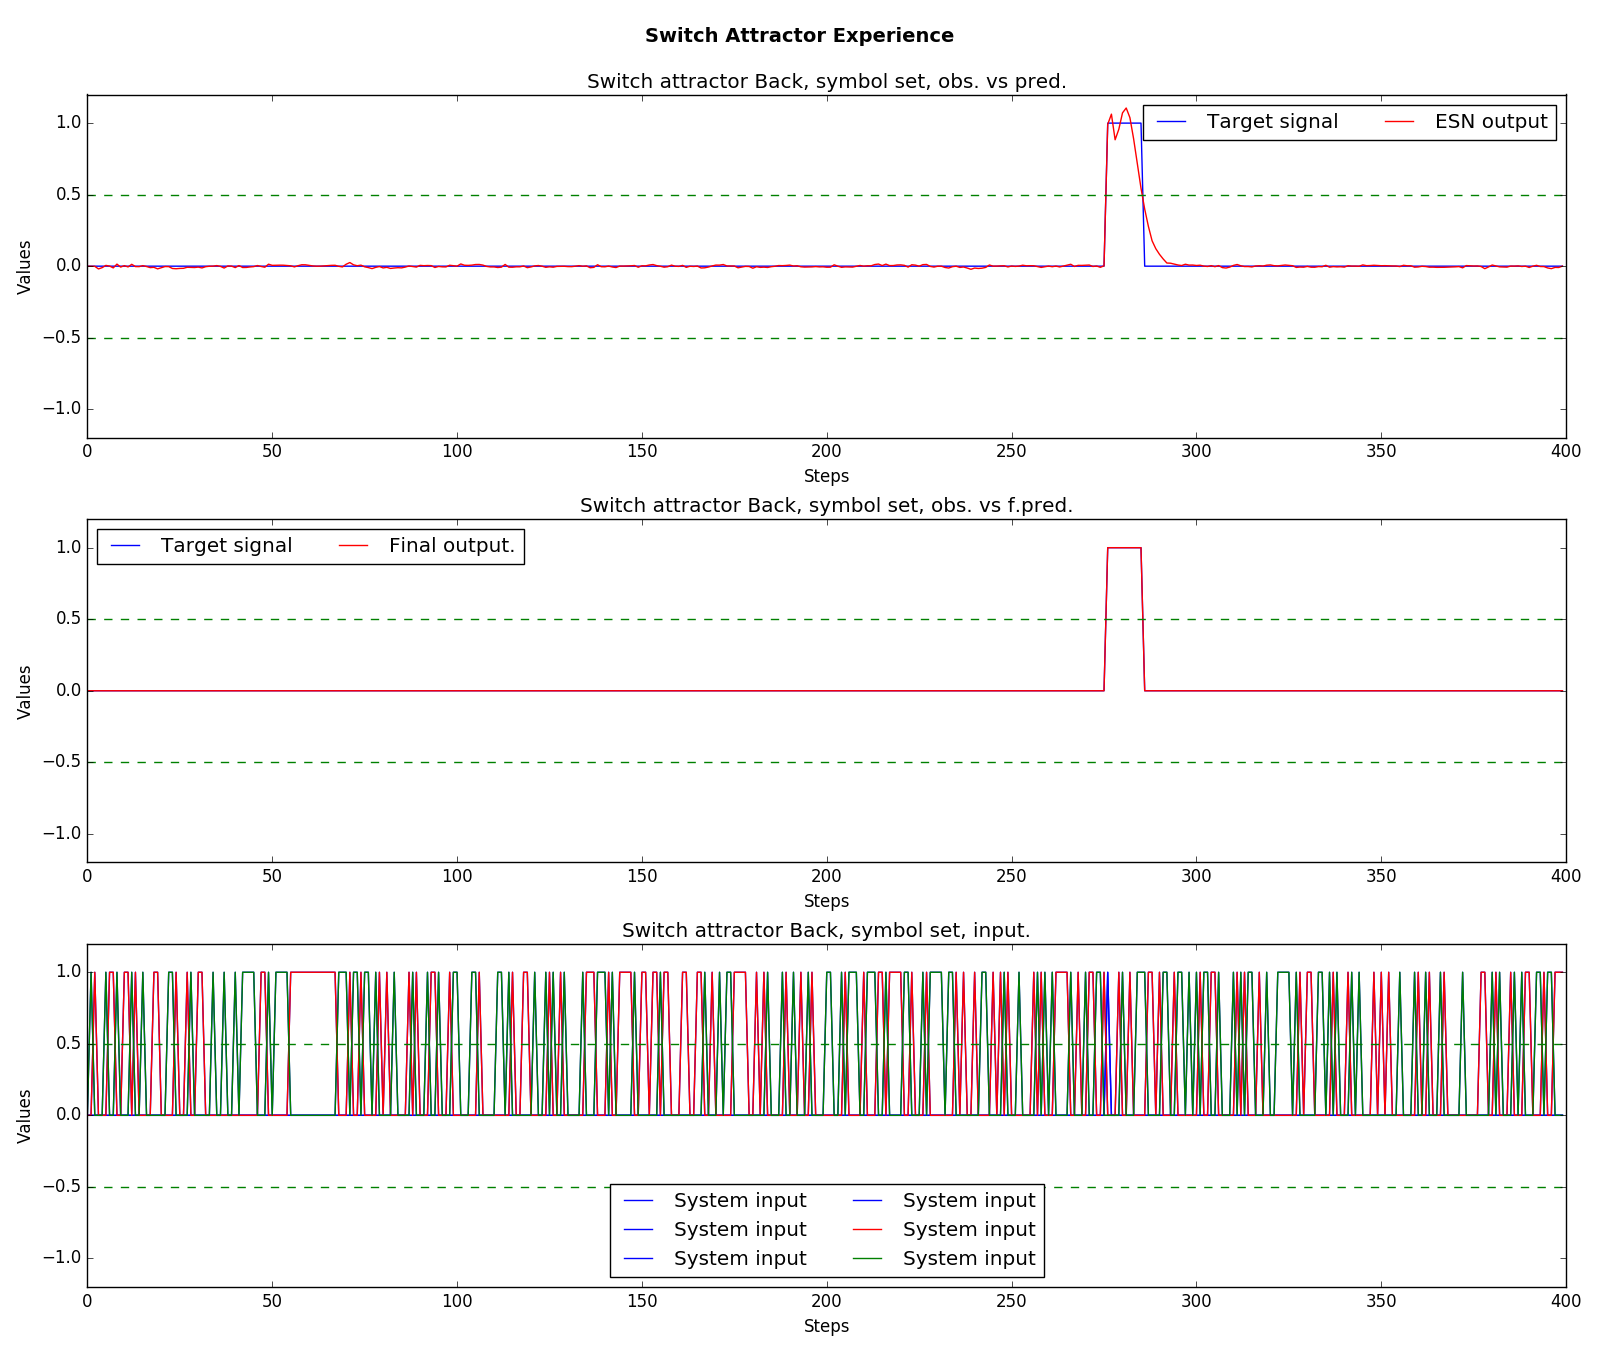 Switch Attractor Experience
Switch attractor Back, symbol set, obs. vs pred.
Target signal ESN output
1.0
0.5
0.0
−0.5
−1.0
Values
0 50 100 150 200 250 300 350 400
Steps
Switch attractor Back, symbol set, obs. vs f.pred.
Target signal Final output.
1.0
0.5
0.0
−0.5
−1.0
Values
0 50 100 150 200 250 300 350 400
Steps
Switch attractor Back, symbol set, input.
1.0
0.5
0.0
−0.5
−1.0
Values
System input System input
System input System input
System input System input
0 50 100 150 200 250 300 350 400
Steps